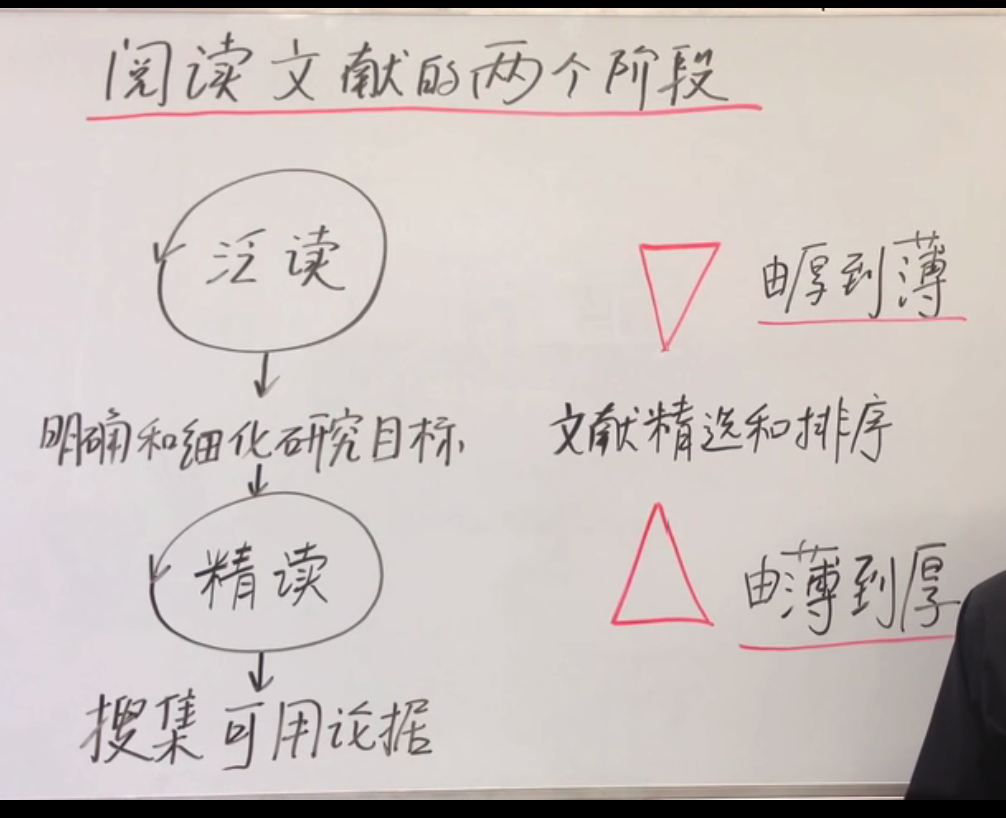 阅读文献的两个阶段
泛读
由厚到薄
明确和细化研究目标
文献精选和排序
精读
由薄到厚
搜集可用论据